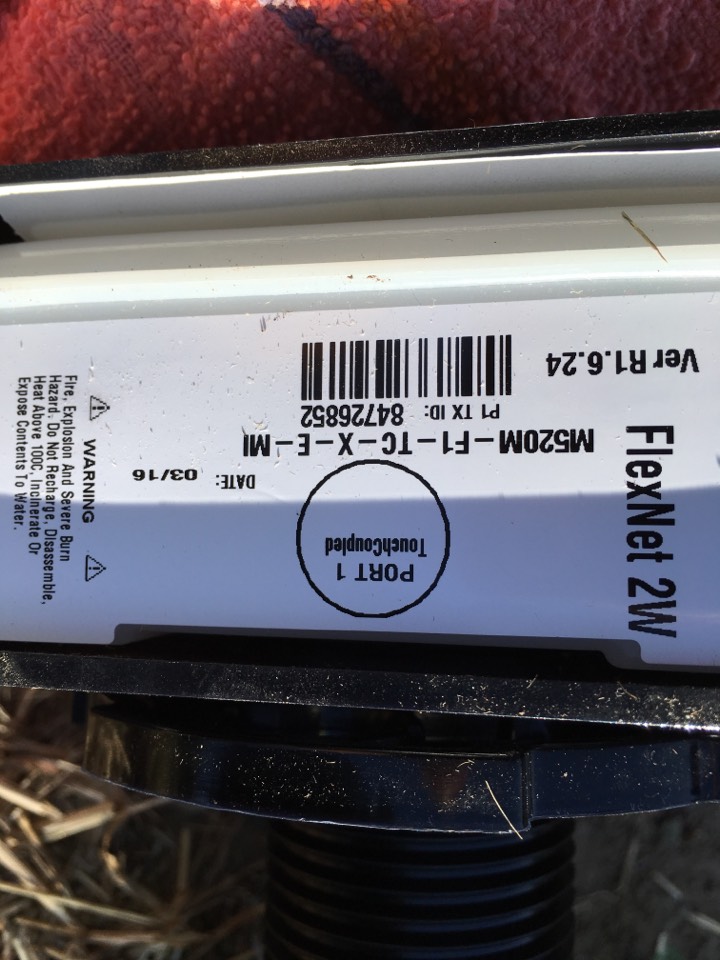 FlexNet 2W
Ver R1.6.24
M520M-F1-TC-X-E-MI
P1 TX ID: 84726852
PORT 1
TouchCoupled
DATE: 03/16
WARNING
Fire, Explosion And Severe Burn
Hazard. Do Not Recharge, Disassemble,
Heat Above 100C, Incinerate Or
Expose Contents To Water.